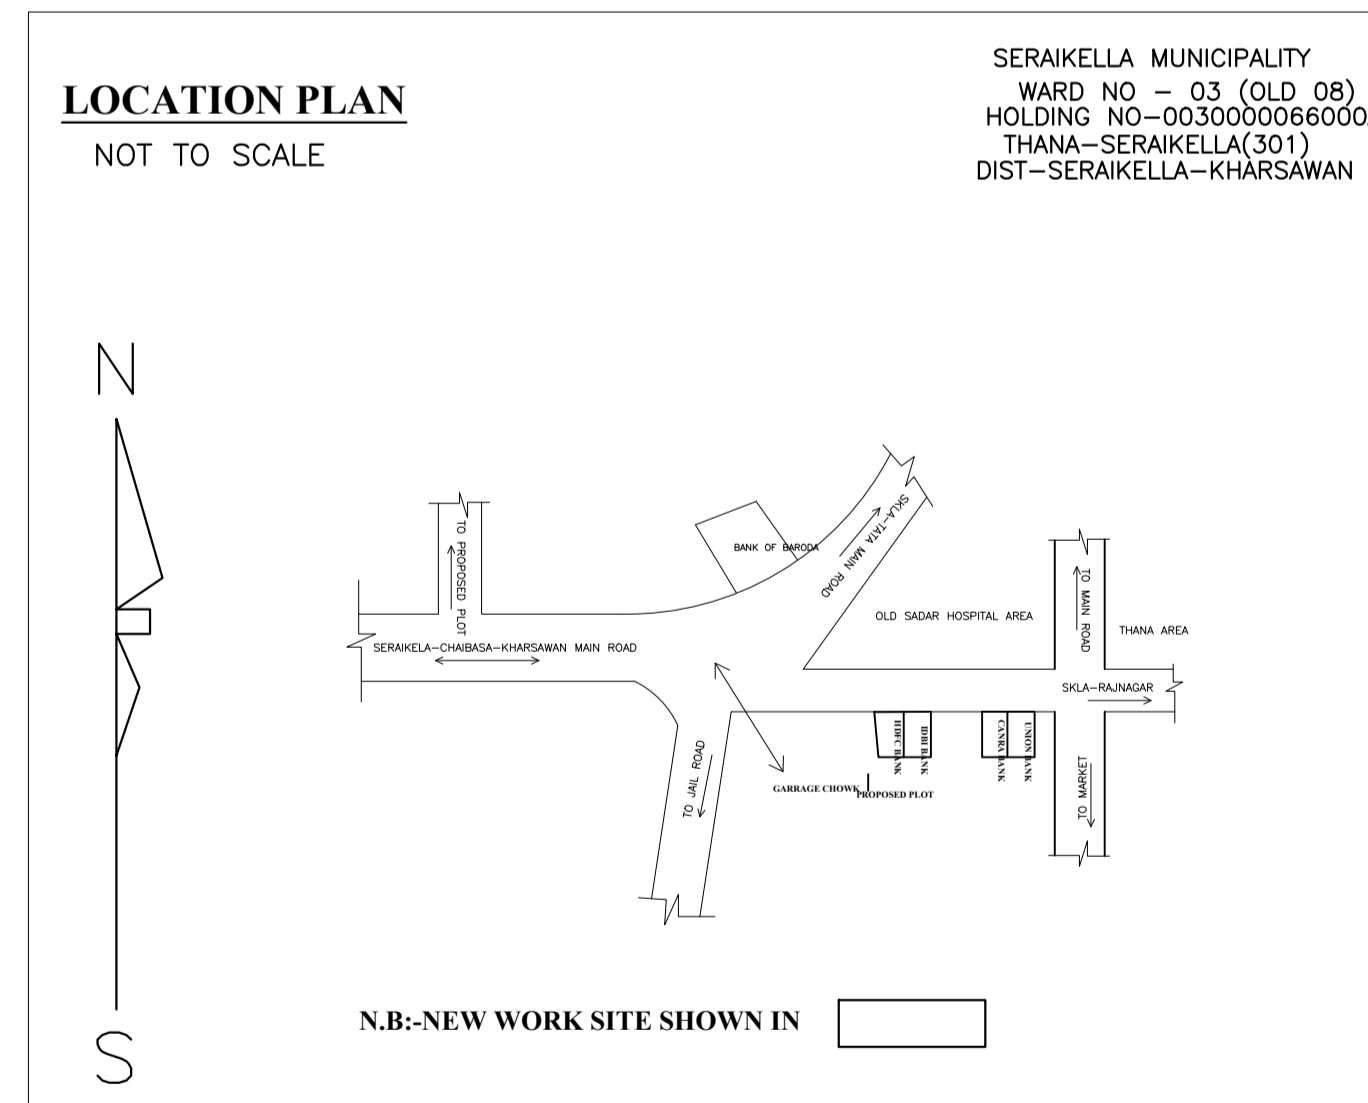 LOCATION PLAN
NOT TO SCALE
SERAIKELLA MUNICIPALITY
WARD NO - 03 (OLD 08)
HOLDING NO-0030000066000
THANA-SERAIKELLA(301)
DIST-SERAIKELLA-KHARSAWAN
N
TO PROPOSED PLOT
BANK OF BARODA
SKLA-TATA MAIN ROAD
OLD SADAR HOSPITAL AREA
TO MAIN ROAD
THANA AREA
SERAIKELA-CHAIBASA-KHARSAWAN MAIN ROAD
SKLA-RAJNAGAR
HDFC BANK
IDBI BANK
CANRA BANK
UNION BANK
TO JAIL ROAD
GARRAGE CHOWK
PROPOSED PLOT
TO MARKET
N.B:-NEW WORK SITE SHOWN IN
S